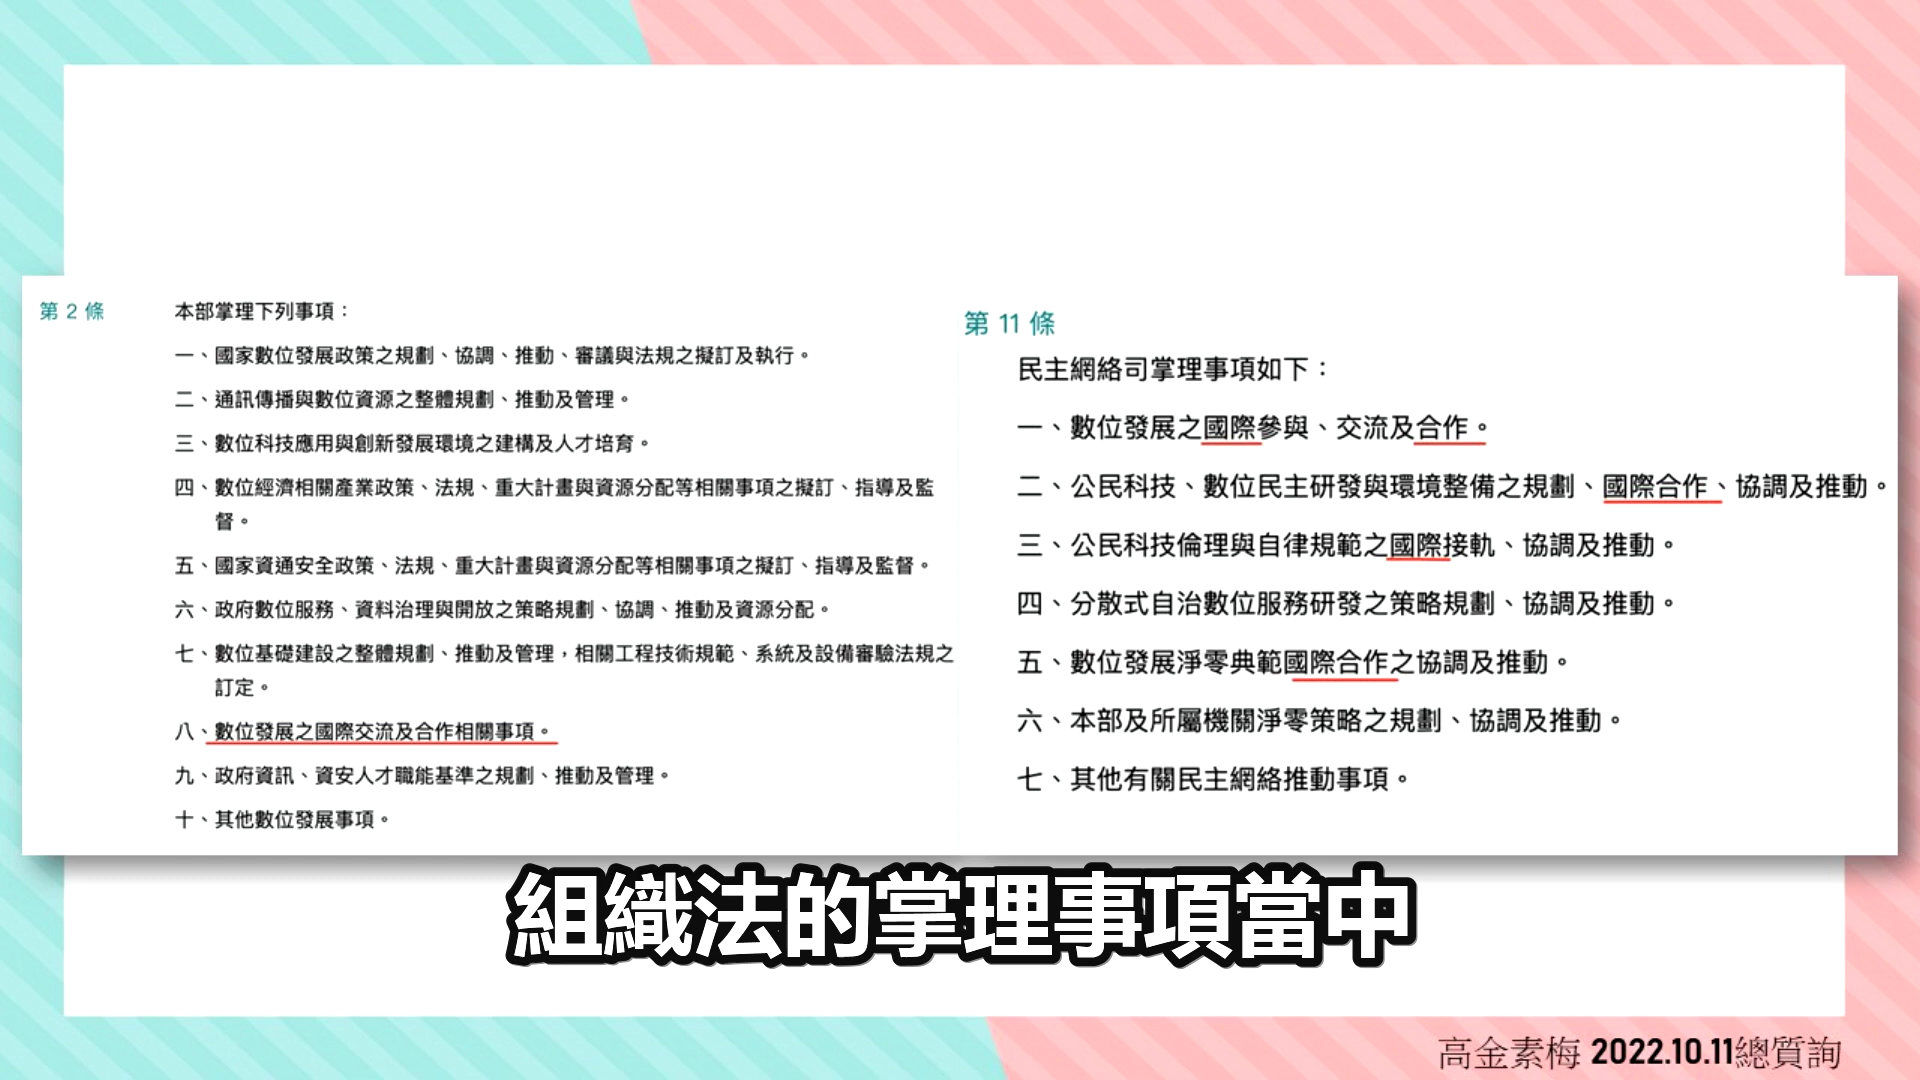 第 2 條
本部掌理下列事項：
一、國家數位發展政策之規劃、協調、推動、審議與法規之擬訂及執行。
二、通訊傳播與數位資源之整體規劃、推動及管理。
三、數位科技應用與創新發展環境之建構及人才培育。
四、數位經濟相關產業政策、法規、重大計畫與資源分配等相關事項之擬訂、指導及監
督。
五、國家資通安全政策、法規、重大計畫與資源分配等相關事項之擬訂、指導及監督。
六、政府數位服務、資料治理與開放之策略規劃、協調、推動及資源分配。
七、數位基礎建設之整體規劃、推動及管理，相關工程技術規範、系統及設備審驗法規之
訂定。
八、數位發展之國際交流及合作相關事項。
九、政府資訊、資安人才職能基準之規劃、推動及管理。
十、其他數位發展事項。
第 11 條
民主網絡司掌理事項如下：
一、數位發展之國際參與、交流及合作。
二、公民科技、數位民主研發與環境整備之規劃、國際合作、協調及推動。
三、公民科技倫理與自律規範之國際接軌、協調及推動。
四、分散式自治數位服務研發之策略規劃、協調及推動。
五、數位發展淨零典範國際合作之協調及推動。
六、本部及所屬機關淨零策略之規劃、協調及推動。
七、其他有關民主網絡推動事項。
組織法的掌理事項當中
高金素梅 2022.10.11總質詢